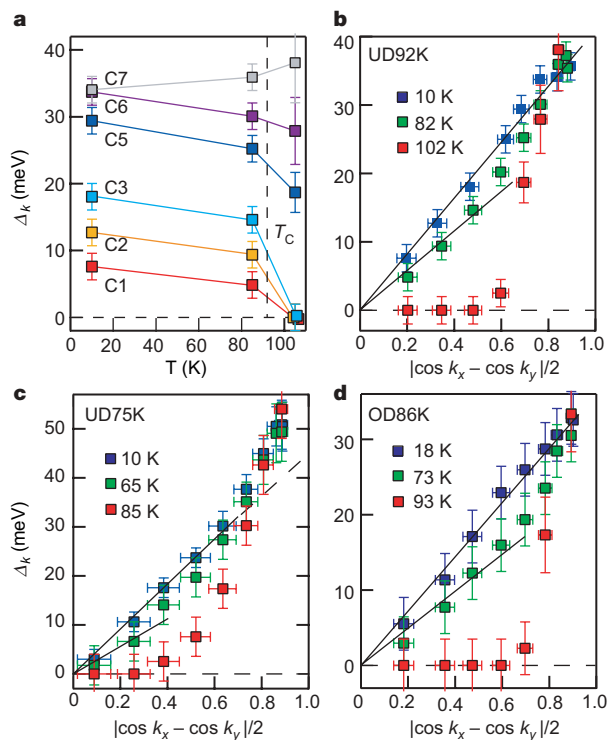 a
Δk (meV)
40
30
20
10
0
C7
C6
C5
C3
C2
C1
TC
0 20 40 60 80 100
T (K)
b
UD92K
40
30
20
10
0
10 K
82 K
102 K
0.0 0.2 0.4 0.6 0.8 1.0
|cos kx – cos ky|/2
c
UD75K
Δk (meV)
50
40
30
20
10
0
10 K
65 K
85 K
0.0 0.2 0.4 0.6 0.8 1.0
|cos kx – cos ky|/2
d
OD86K
30
20
10
0
18 K
73 K
93 K
0.0 0.2 0.4 0.6 0.8 1.0
|cos kx – cos ky|/2